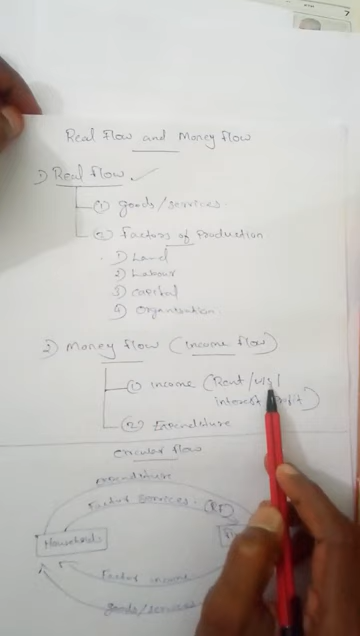 Real Flow and Money flow
1) Real flow ✓
① goods/services.
② Factors of Production
1) Land
2) Labour
3) Capital
4) Organisation
2) Money flow (income flow)
① income (Rent/
interest
② Expenditure
Circular flow
expenditure
Factor services. (RF)
Households
Factor income
goods/services